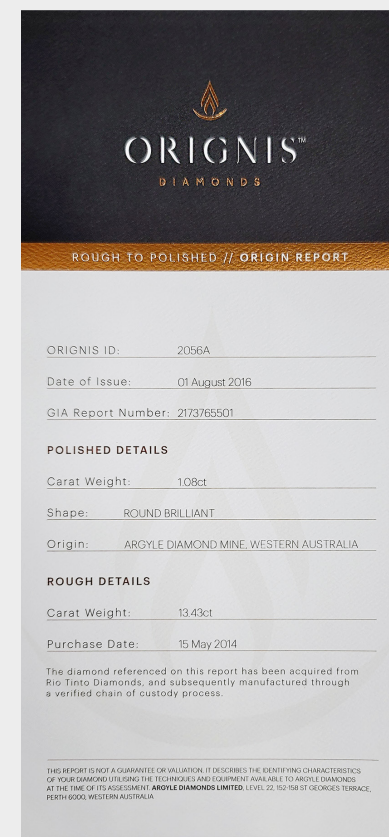 ORIGNIS™
DIAMONDS
ROUGH TO POLISHED // ORIGIN REPORT
ORIGNIS ID: 2056A
Date of Issue: 01 August 2016
GIA Report Number: 2173765501
POLISHED DETAILS
Carat Weight: 1.08ct
Shape: ROUND BRILLIANT
Origin: ARGYLE DIAMOND MINE, WESTERN AUSTRALIA
ROUGH DETAILS
Carat Weight: 13.43ct
Purchase Date: 15 May 2014
The diamond referenced on this report has been acquired from
Rio Tinto Diamonds, and subsequently manufactured through
a verified chain of custody process.
THIS REPORT IS NOT A GUARANTEE OR VALUATION, IT DESCRIBES THE IDENTIFYING CHARACTERISTICS
OF YOUR DIAMOND UTILISING THE TECHNIQUES AND EQUIPMENT AVAILABLE TO ARGYLE DIAMONDS
AT THE TIME OF ITS ASSESSMENT. ARGYLE DIAMONDS LIMITED, LEVEL 22, 152-158 ST GEORGES TERRACE,
PERTH 6000, WESTERN AUSTRALIA